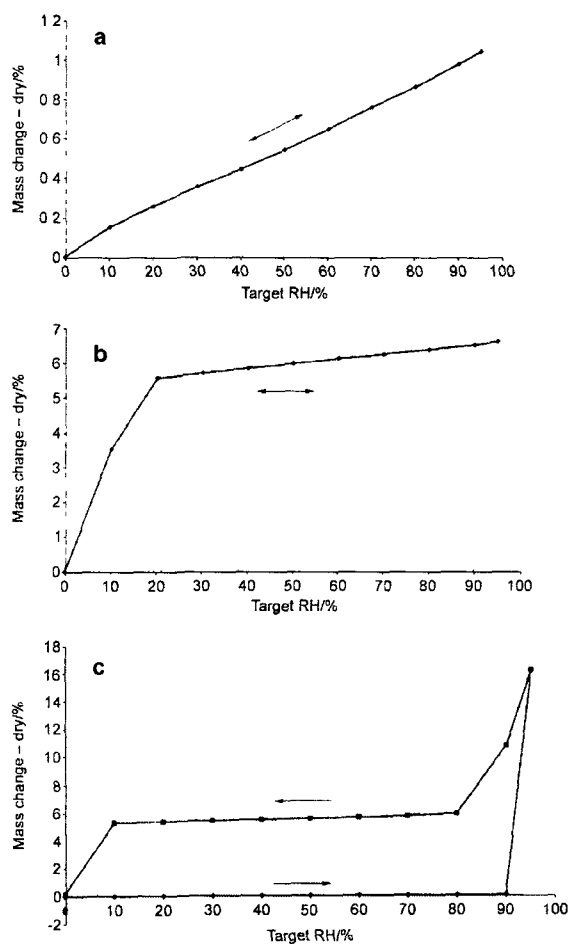 a
Mass change – dry/%
1 2
1
0 8
0 6
0 4
0 2
0
0 10 20 30 40 50 60 70 80 90 100
Target RH/%
b
Mass change – dry/%
7
6
5
4
3
2
1
0
0 10 20 30 40 50 60 70 80 90 100
Target RH/%
c
Mass change – dry/%
18
16
14
12
10
8
6
4
2
0
-2
10 20 30 40 50 60 70 80 90 100
Target RH/%